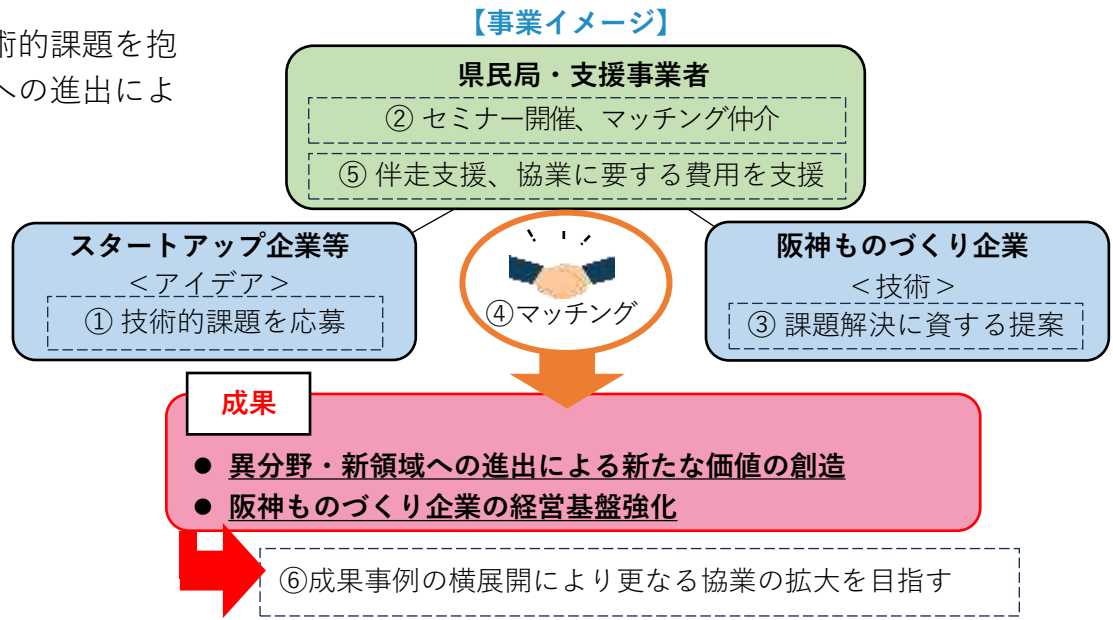 術的課題を抱
への進出によ
【事業イメージ】
県民局・支援事業者
② セミナー開催、マッチング仲介
⑤ 伴走支援、協業に要する費用を支援
スタートアップ企業等
＜アイデア＞
① 技術的課題を応募
④マッチング
阪神ものづくり企業
＜技術＞
③ 課題解決に資する提案
成果
● 異分野・新領域への進出による新たな価値の創造
● 阪神ものづくり企業の経営基盤強化
⑥成果事例の横展開により更なる協業の拡大を目指す